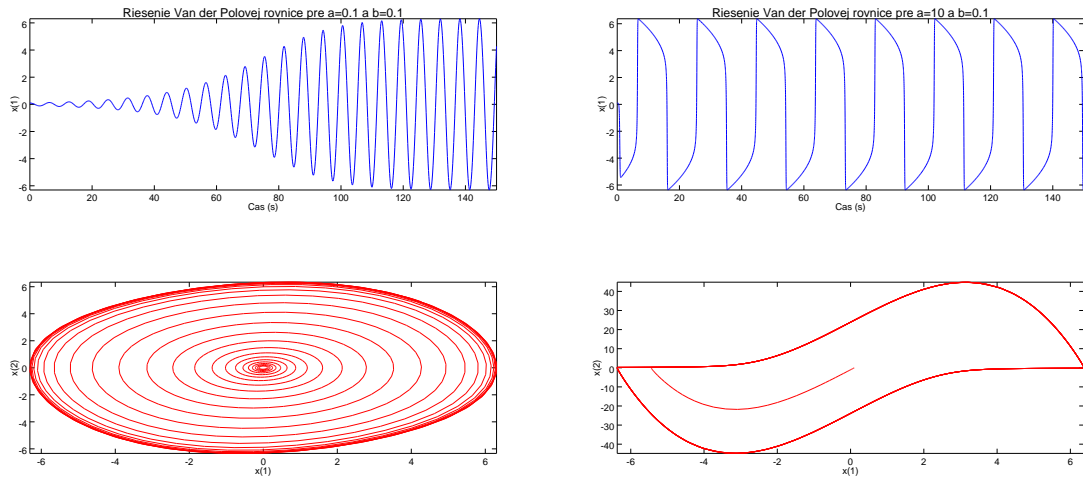 Riesenie Van der Polovej rovnice pre a=0.1 a b=0.1
6
4
2
0
-2
-4
-6
x(1)
0 20 40 60 80 100 120 140
Cas (s)
Riesenie Van der Polovej rovnice pre a=10 a b=0.1
6
4
2
0
-2
-4
-6
x(1)
0 20 40 60 80 100 120 140
Cas (s)
6
4
2
0
-2
-4
-6
x(2)
-6 -4 -2 0 2 4 6
x(1)
40
30
20
10
0
-10
-20
-30
-40
x(2)
-6 -4 -2 0 2 4 6
x(1)